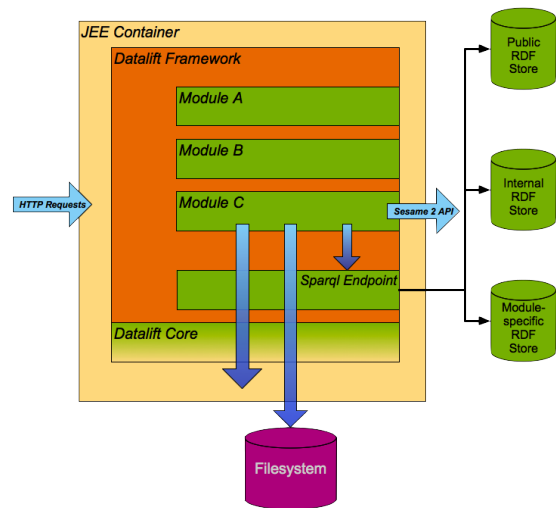 JEE Container
Datalift Framework
Module A
Module B
Module C
HTTP Requests
Sesame 2 API
Sparql Endpoint
Datalift Core
Filesystem
Public
RDF
Store
Internal
RDF
Store
Module-
specific
RDF
Store